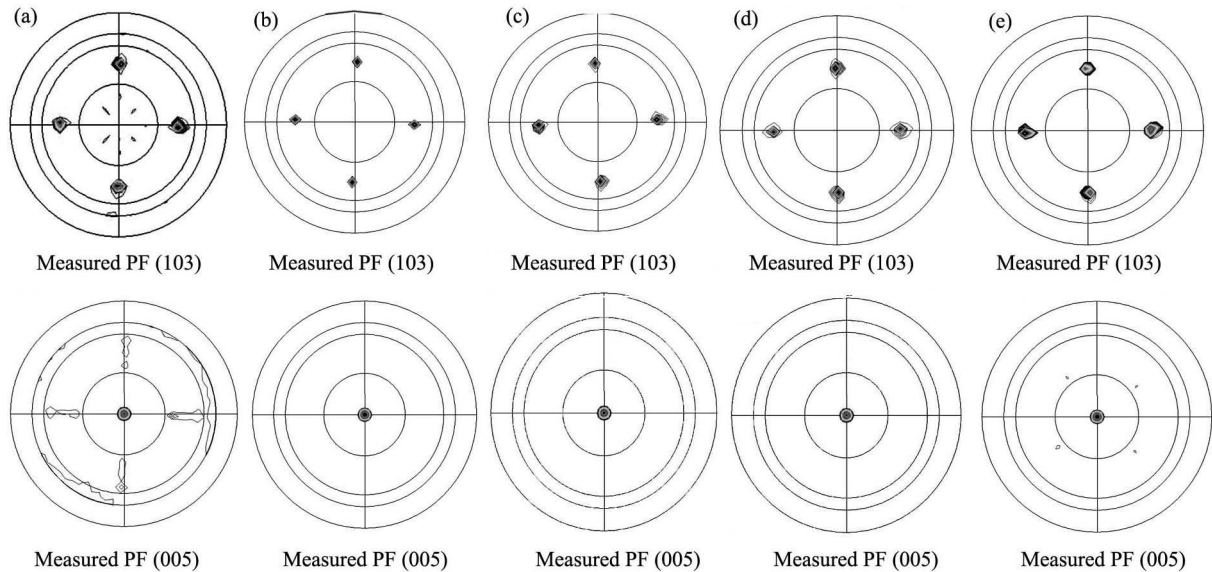 (a)
(b)
(c)
(d)
(e)
Measured PF (103)
Measured PF (103)
Measured PF (103)
Measured PF (103)
Measured PF (103)
Measured PF (005)
Measured PF (005)
Measured PF (005)
Measured PF (005)
Measured PF (005)